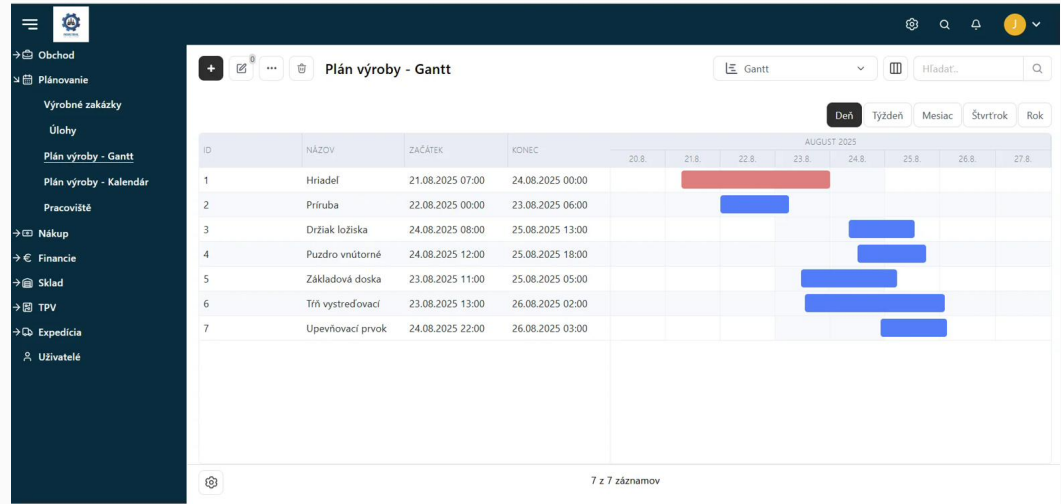 J
Obchod
Plánovanie
Výrobné zakázky
Úlohy
Plán výroby - Gantt
Plán výroby - Kalendár
Pracoviště
Nákup
Financie
Sklad
TPV
Expedícia
Uživatelé
0
Plán výroby - Gantt
Gantt
Hľadať..
Deň Týždeň Mesiac Štvrťrok Rok
ID NÁZOV ZAČÁTEK KONEC AUGUST 2025
20.8. 21.8. 22.8. 23.8. 24.8. 25.8. 26.8. 27.8.
1 Hriadeľ 21.08.2025 07:00 24.08.2025 00:00
2 Príruba 22.08.2025 00:00 23.08.2025 06:00
3 Držiak ložiska 24.08.2025 08:00 25.08.2025 13:00
4 Puzdro vnútorné 24.08.2025 12:00 25.08.2025 18:00
5 Základová doska 23.08.2025 11:00 25.08.2025 05:00
6 Tŕň vystreďovací 23.08.2025 13:00 26.08.2025 02:00
7 Upevňovací prvok 24.08.2025 22:00 26.08.2025 03:00
7 z 7 záznamov